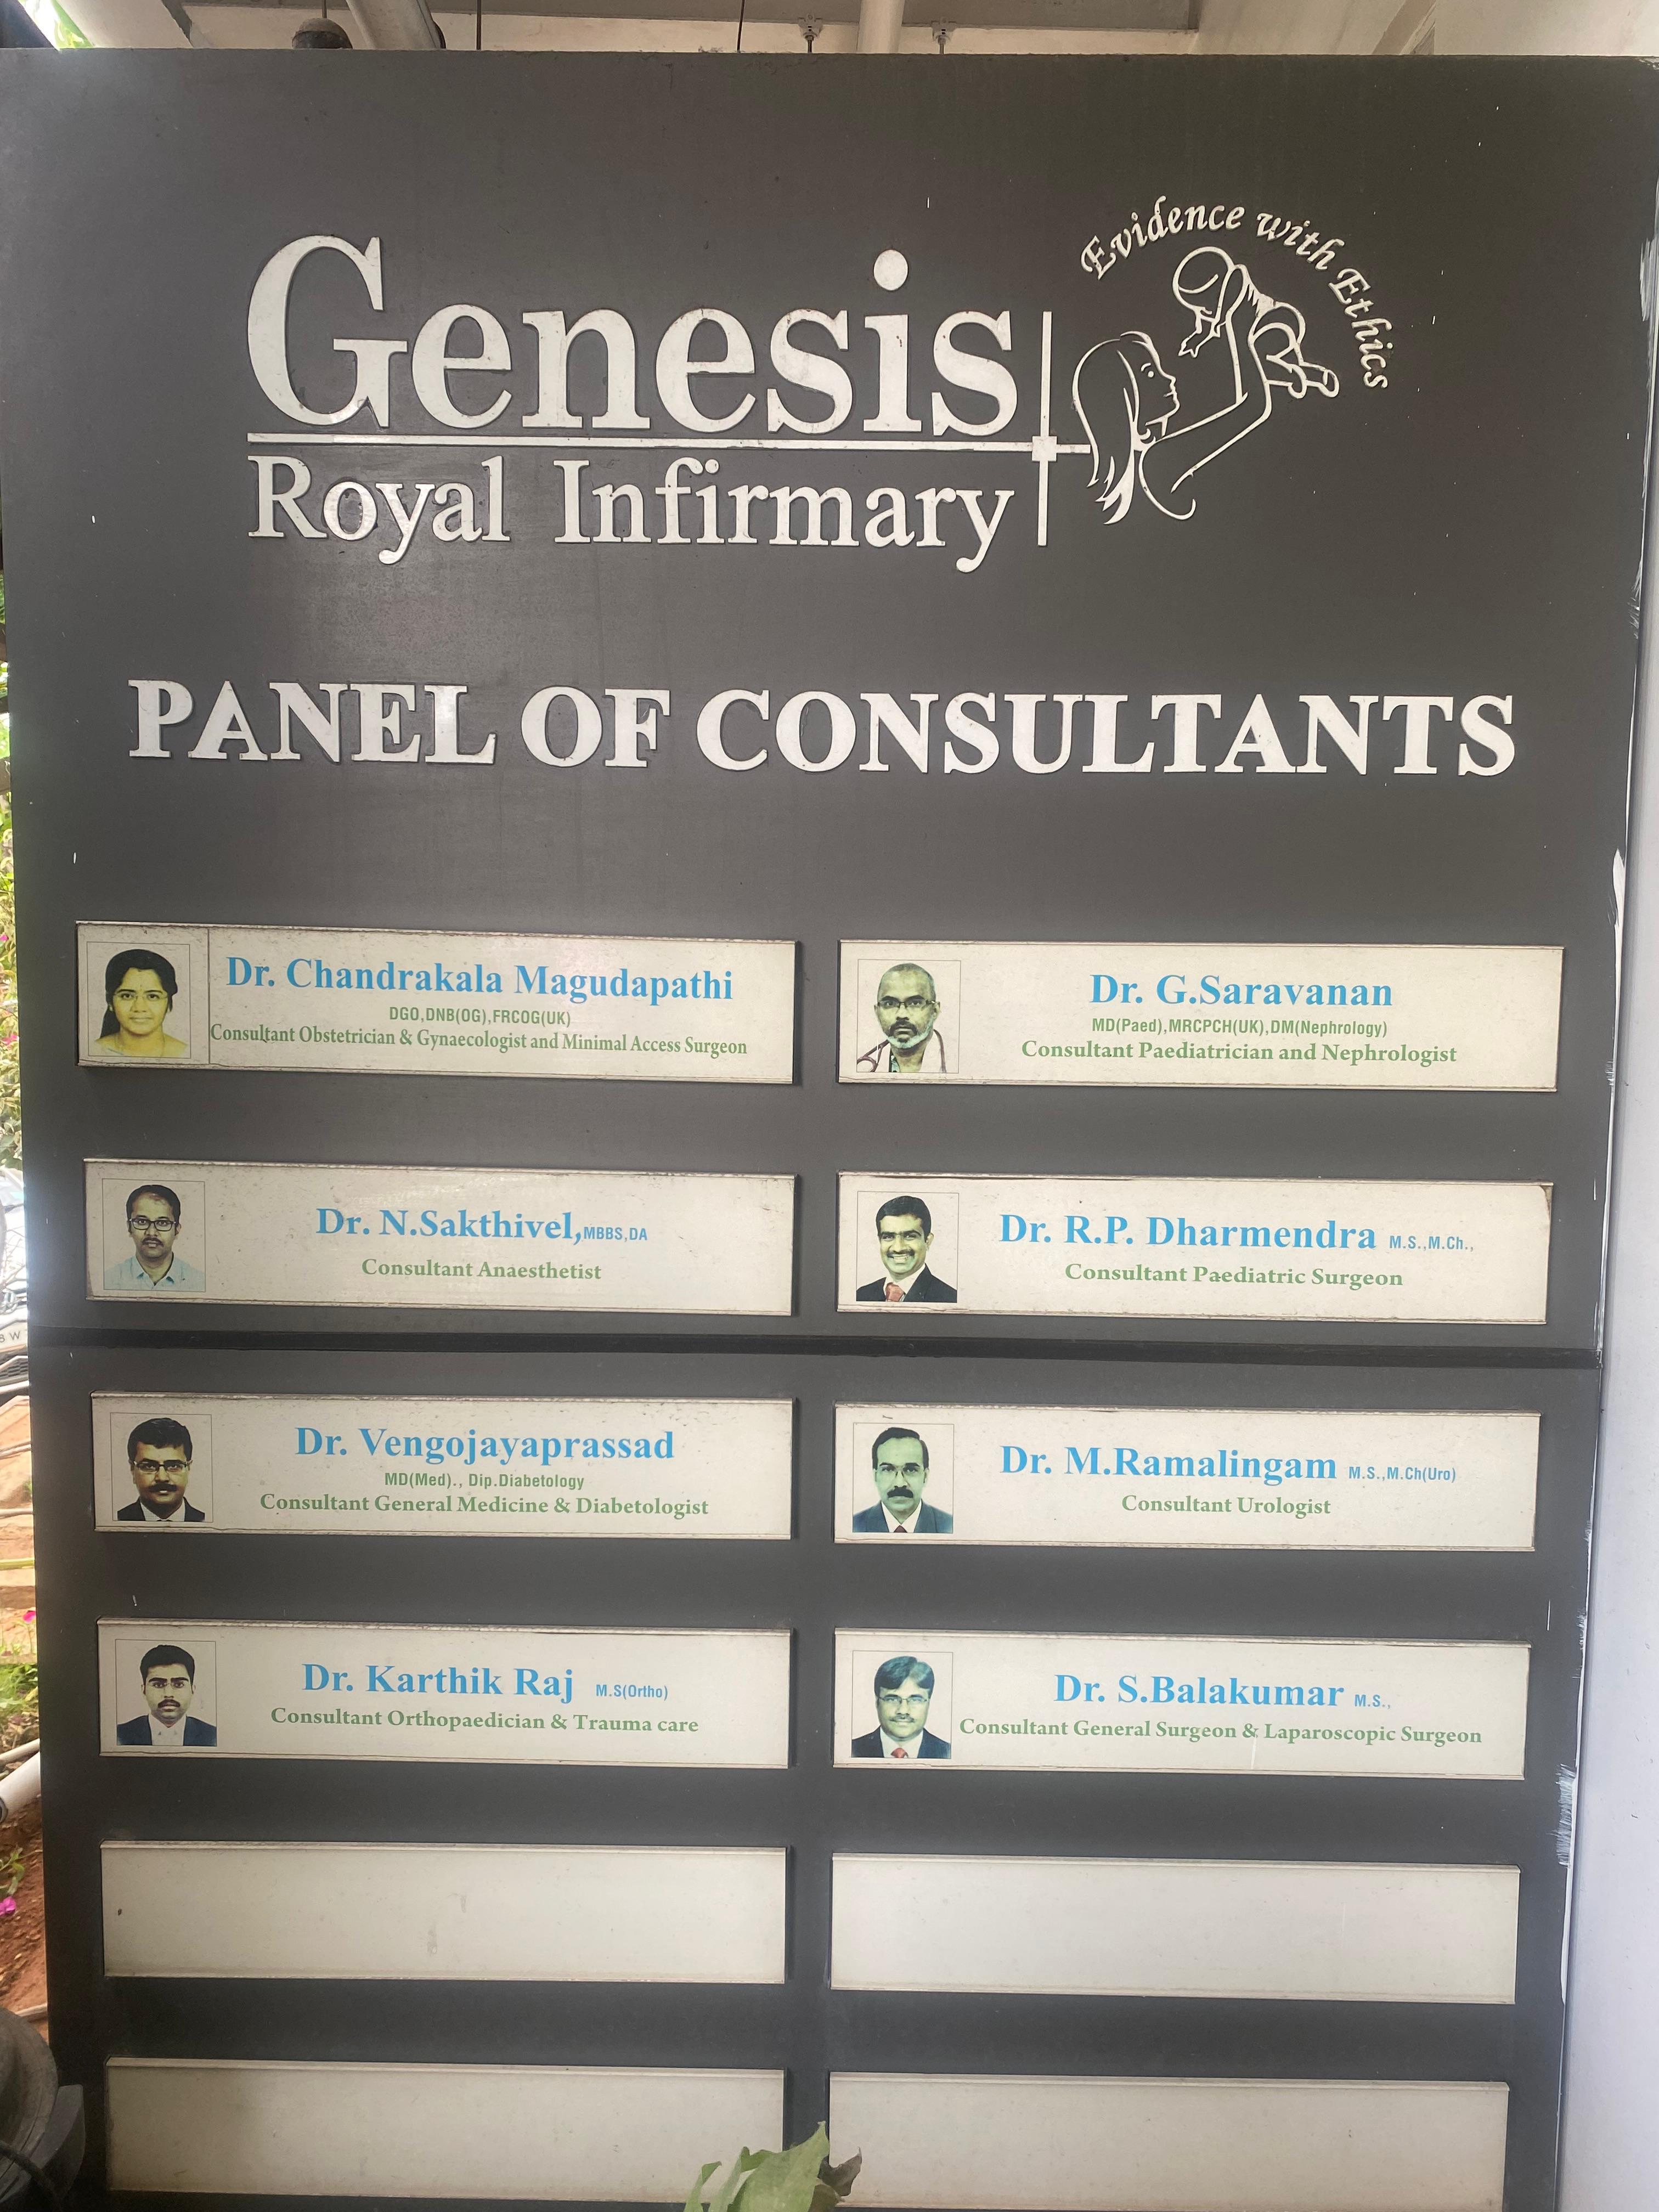 Evidence with Ethics
Genesis
Royal Infirmary
PANEL OF CONSULTANTS
Dr. Chandrakala Magudapathi
DGO,DNB(OG),FRCOG(UK)
Consultant Obstetrician & Gynaecologist and Minimal Access Surgeon
Dr. G.Saravanan
MD(Paed),MRCPCH(UK),DM(Nephrology)
Consultant Paediatrician and Nephrologist
Dr. N.Sakthivel,MBBS,DA
Consultant Anaesthetist
Dr. R.P. Dharmendra M.S.,M.Ch.,
Consultant Paediatric Surgeon
Dr. Vengojayaprassad
MD(Med)., Dip.Diabetology
Consultant General Medicine & Diabetologist
Dr. M.Ramalingam M.S.,M.Ch(Uro)
Consultant Urologist
Dr. Karthik Raj M.S(Ortho)
Consultant Orthopaedician & Trauma care
Dr. S.Balakumar M.S.,
Consultant General Surgeon & Laparoscopic Surgeon